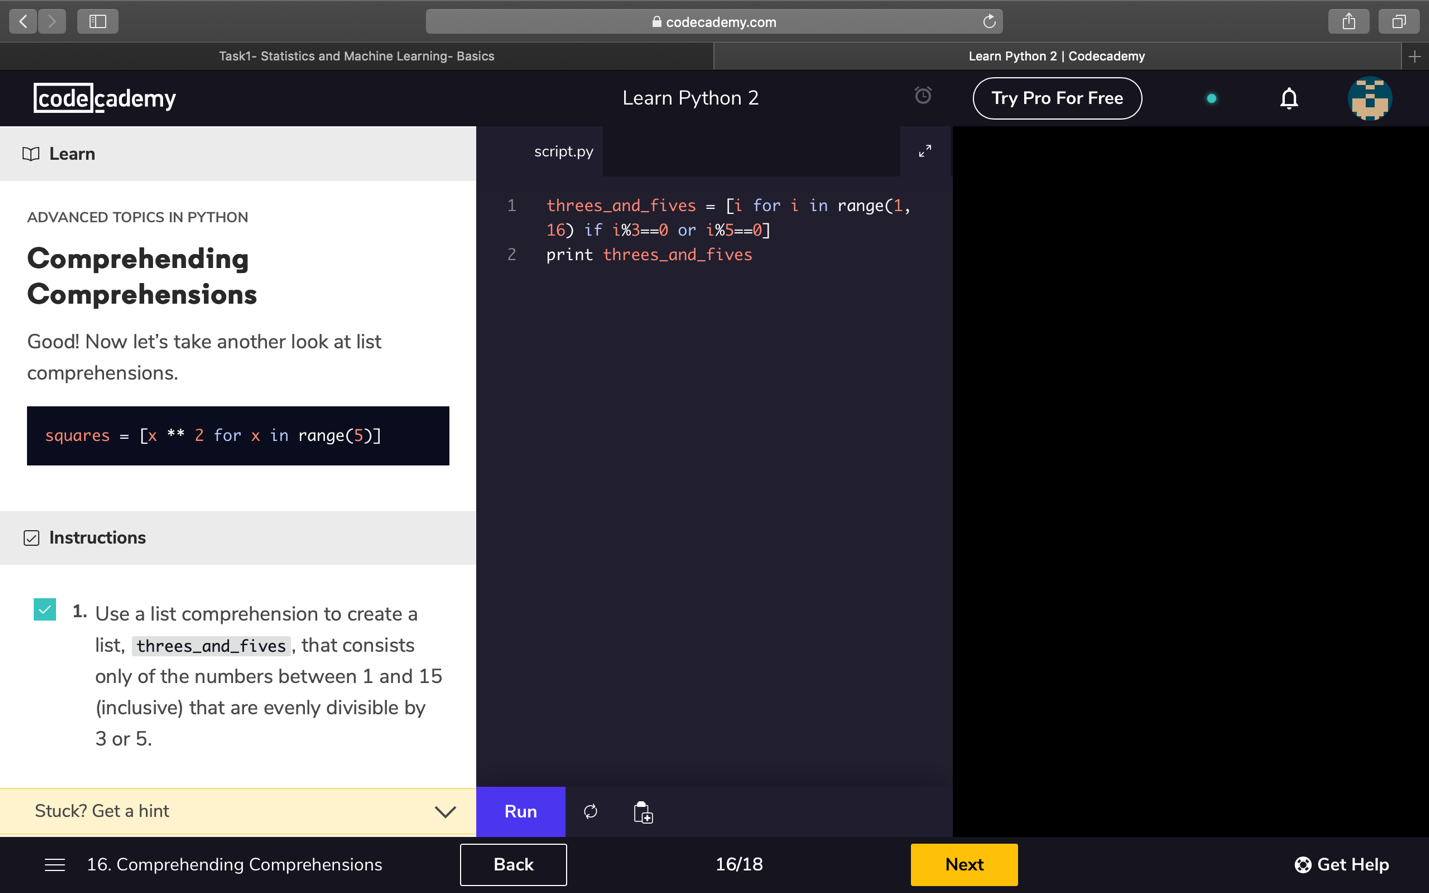 codecademy.com
Task1- Statistics and Machine Learning- Basics
Learn Python 2 | Codecademy
codecademy
Learn Python 2
Try Pro For Free
Learn
ADVANCED TOPICS IN PYTHON
Comprehending
Comprehensions
Good! Now let’s take another look at list
comprehensions.
squares = [x ** 2 for x in range(5)]
Instructions
1. Use a list comprehension to create a
list, threes_and_fives, that consists
only of the numbers between 1 and 15
(inclusive) that are evenly divisible by
3 or 5.
Stuck? Get a hint
script.py
1 threes_and_fives = [i for i in range(1,
16) if i%3==0 or i%5==0]
2 print threes_and_fives
Run
16. Comprehending Comprehensions
Back
16/18
Next
Get Help